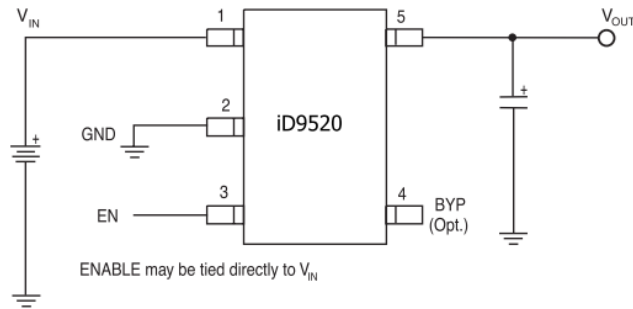 VIN
1
5
VOUT
+
+
2
iD9520
GND
3
4
BYP
(Opt.)
EN
ENABLE may be tied directly to VIN